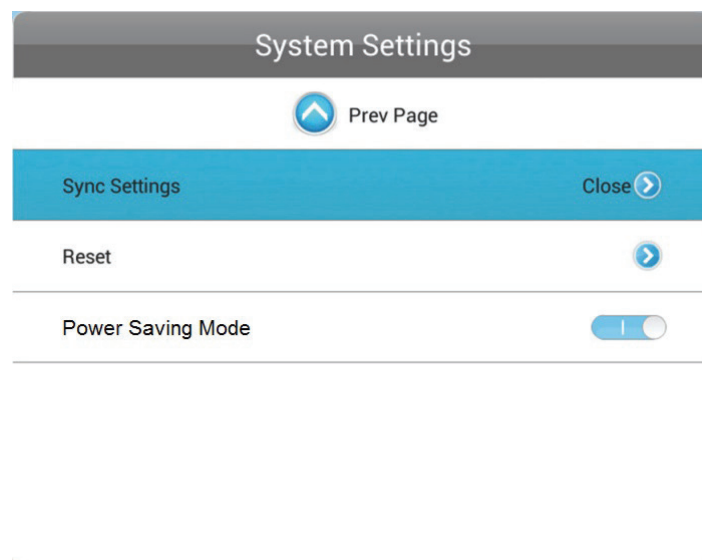 System Settings
Prev Page
Sync Settings Close
Reset
Power Saving Mode